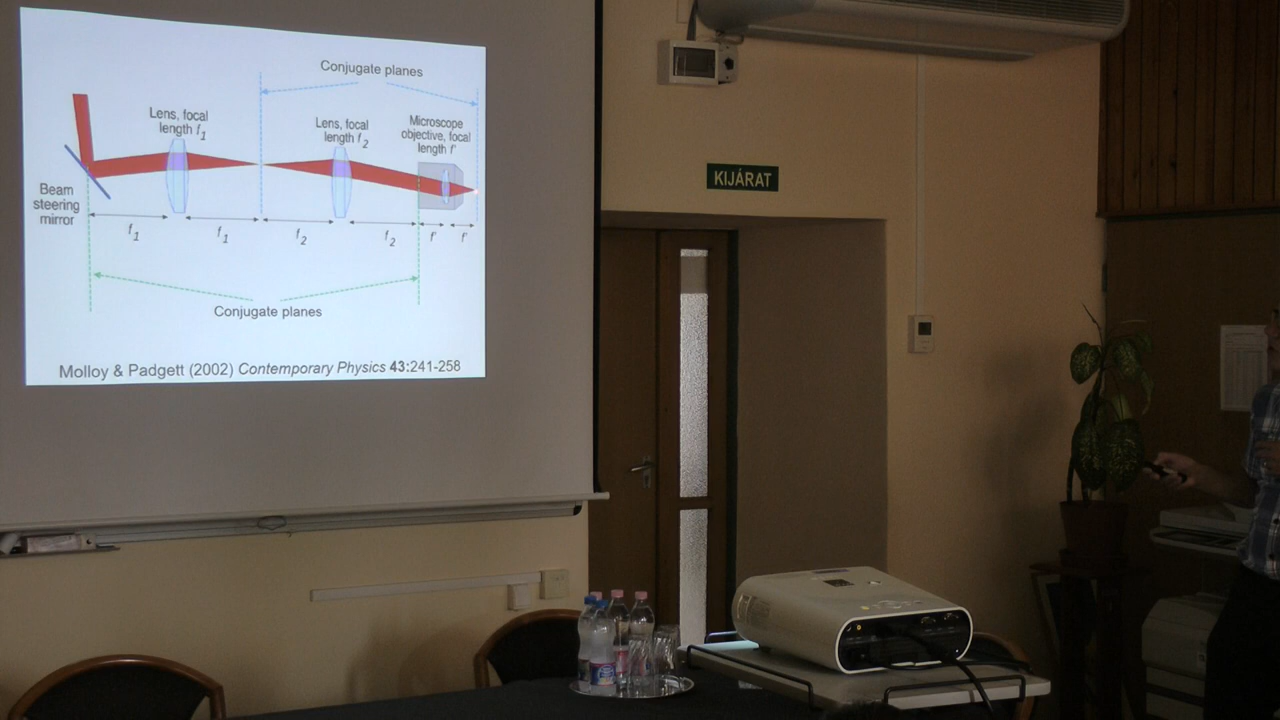 Conjugate planes
Lens, focal
length f1
Lens, focal
length f2
Microscope
objective, focal
length f'
Beam
steering
mirror
f1
f1
f2
f2
f'
f'
Conjugate planes
Molloy & Padgett (2002) Contemporary Physics 43:241-258
KIJÁRAT